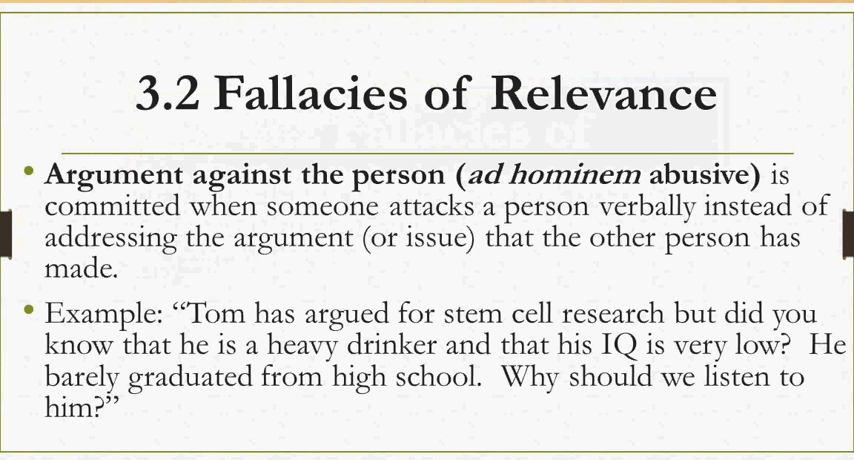 3.2 Fallacies of Relevance
• Argument against the person (ad hominem abusive) is
committed when someone attacks a person verbally instead of
addressing the argument (or issue) that the other person has
made.
• Example: “Tom has argued for stem cell research but did you
know that he is a heavy drinker and that his IQ is very low?  He
barely graduated from high school.  Why should we listen to
him?”